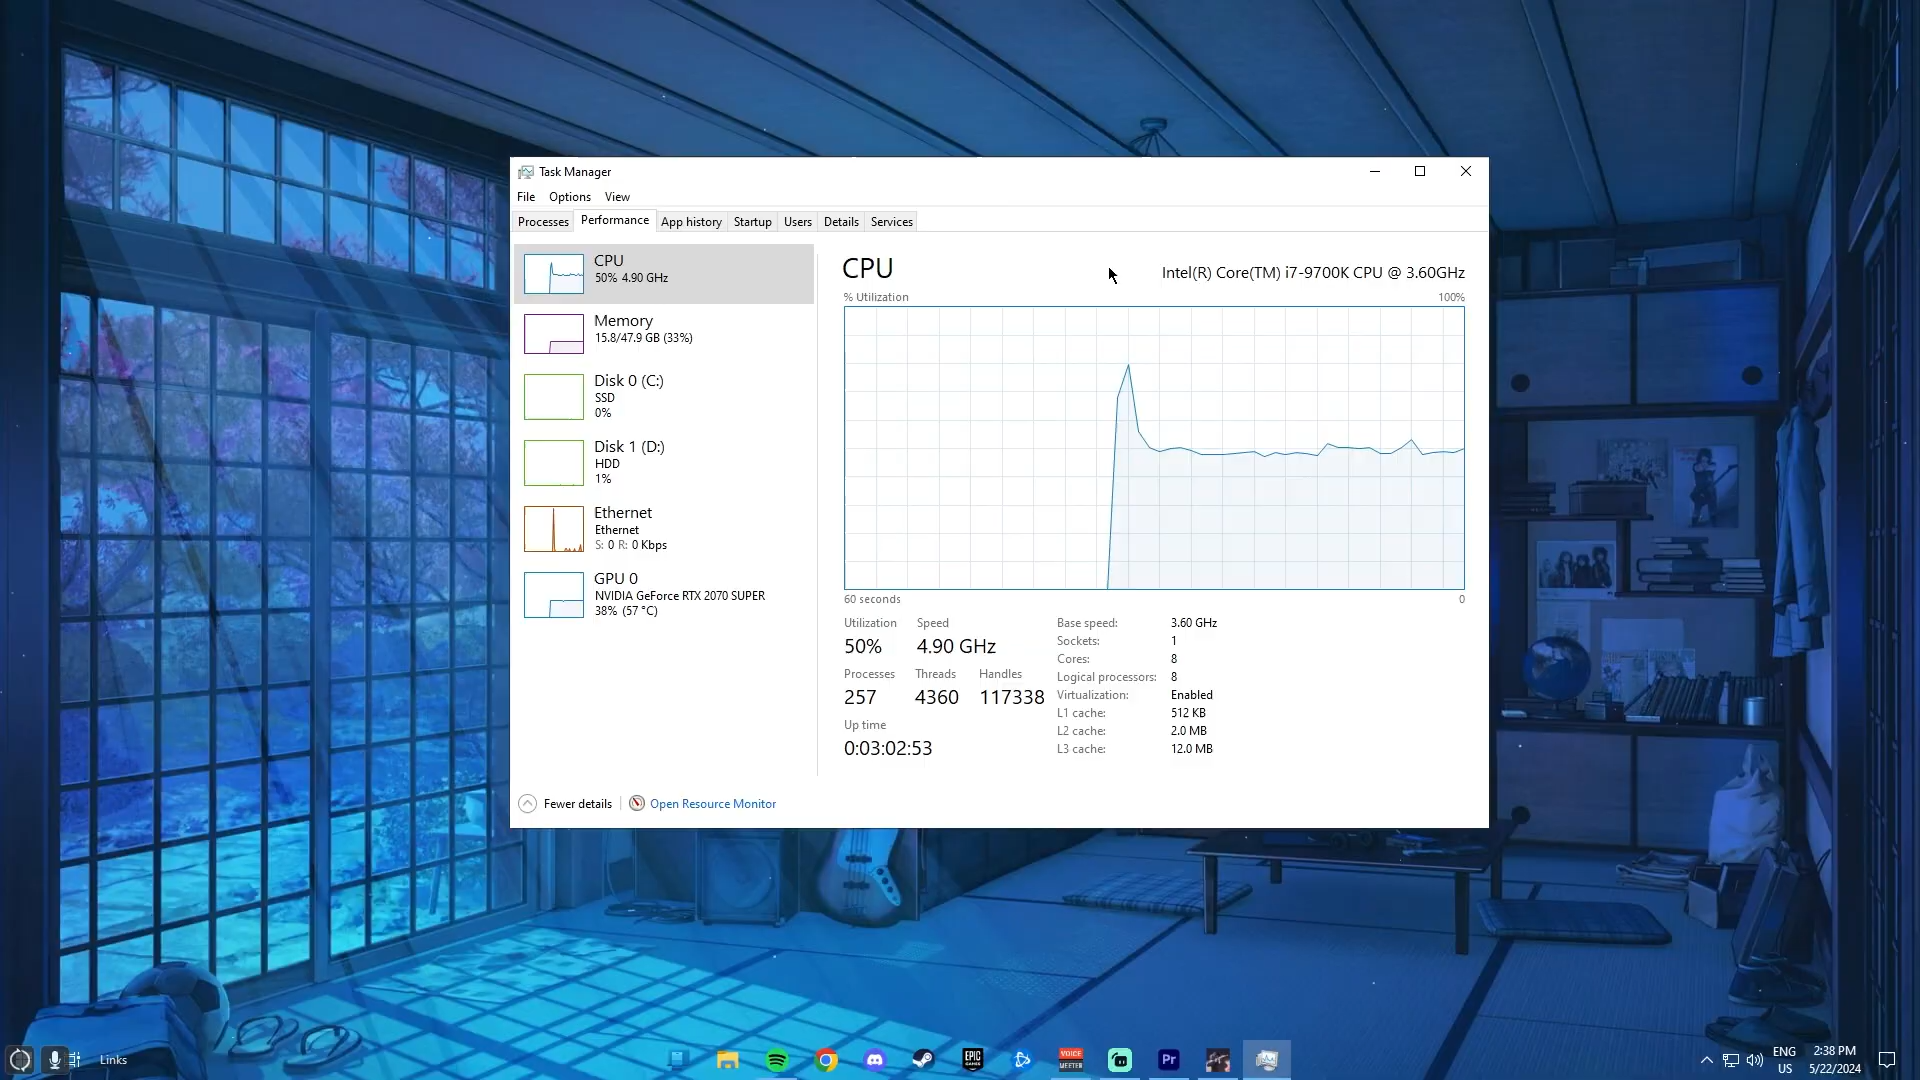 Task Manager
File Options View
Processes Performance App history Startup Users Details Services
CPU
50% 4.90 GHz
Memory
15.8/47.9 GB (33%)
Disk 0 (C:)
SSD
0%
Disk 1 (D:)
HDD
1%
Ethernet
Ethernet
S: 0 R: 0 Kbps
GPU 0
NVIDIA GeForce RTX 2070 SUPER
38% (57 °C)
CPU
Intel(R) Core(TM) i7-9700K CPU @ 3.60GHz
% Utilization 100%
60 seconds 0
Utilization Speed
50% 4.90 GHz
Processes Threads Handles
257 4360 117338
Up time
0:03:02:53
Base speed: 3.60 GHz
Sockets: 1
Cores: 8
Logical processors: 8
Virtualization: Enabled
L1 cache: 512 KB
L2 cache: 2.0 MB
L3 cache: 12.0 MB
Fewer details Open Resource Monitor
Links
EPIC
GAMES
VOICE
MEETER
Pr
ENG
US
2:38 PM
5/22/2024